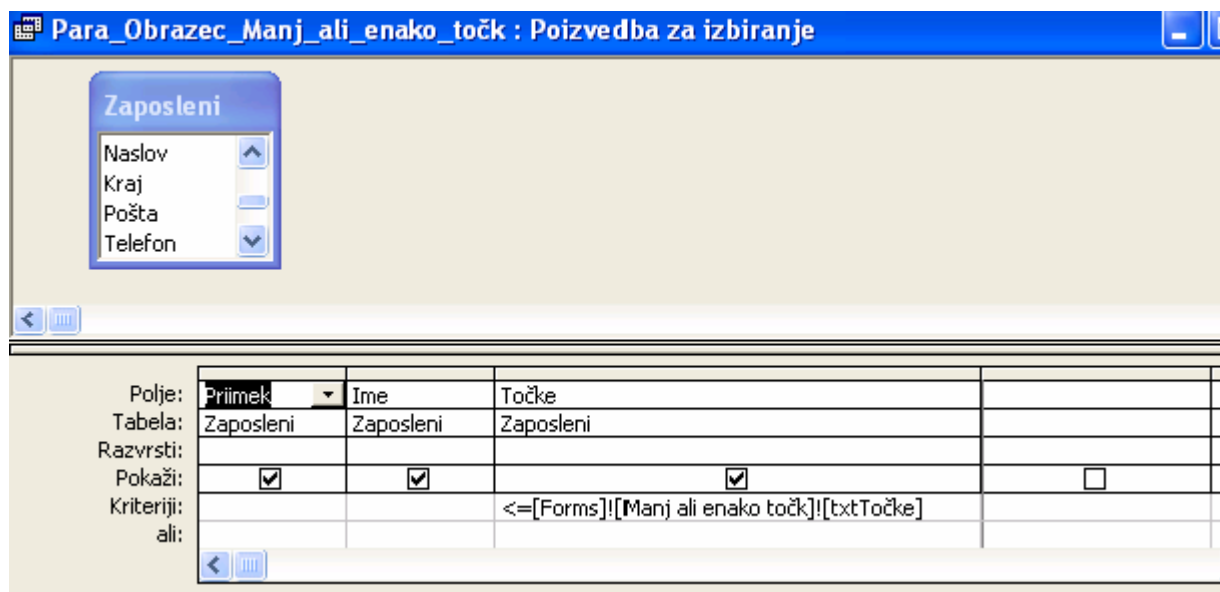 Para_Obrazec_Manj_ali_enako_točk : Poizvedba za izbiranje
Zaposleni
Naslov
Kraj
Pošta
Telefon
Polje: Priimek Ime Točke
Tabela: Zaposleni Zaposleni Zaposleni
Razvrsti:
Pokaži:
Kriteriji: <=[Forms]![Manj ali enako točk]![txtTočke]
ali: